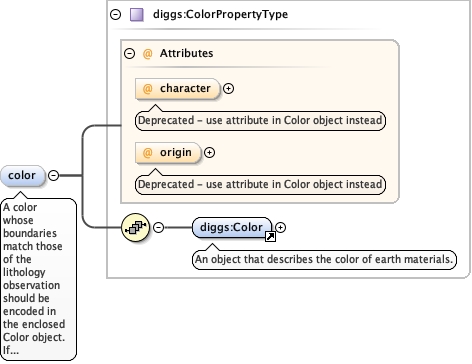 diggs:ColorPropertyType
@ Attributes
@ character
Deprecated – use attribute in Color object instead
@ origin
Deprecated – use attribute in Color object instead
color
A color
whose
boundaries
match those
of the
lithology
observation
should be
encoded in
the enclosed
Color object.
If...
diggs:Color
An object that describes the color of earth materials.